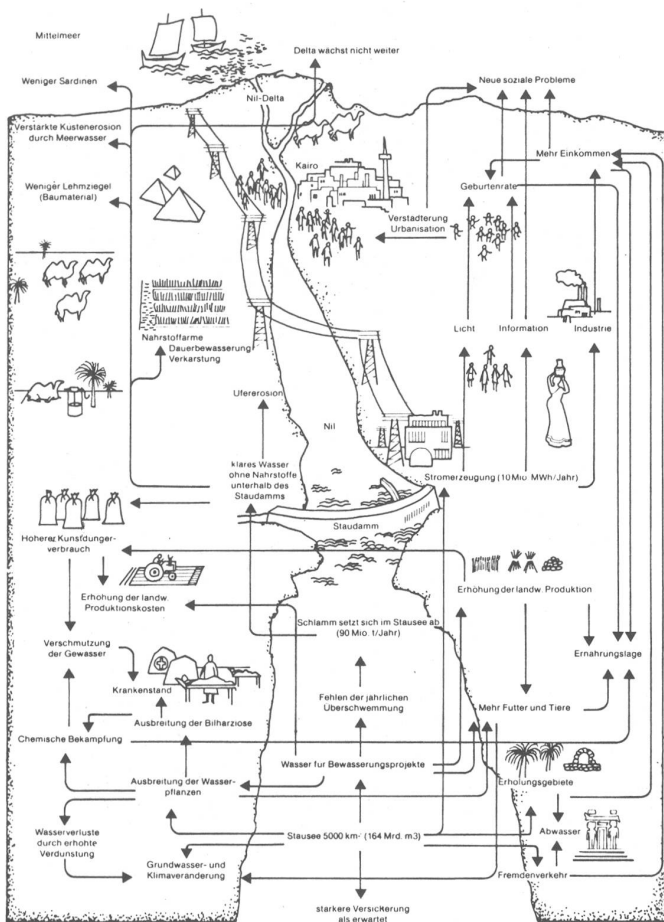 Mittelmeer
Delta wächst nicht weiter
Weniger Sardinen
Neue soziale Probleme
Nil-Delta
Verstärkte Küstenerosion
durch Meerwasser
Mehr Einkommen
Kairo
Geburtenrate
Weniger Lehmziegel
(Baumaterial)
Verstädterung
Urbanisation
Licht
Information
Industrie
Nährstoffarme
Dauerbewässerung
Verkarstung
Ufererosion
Nil
klares Wasser
ohne Nährstoffe
unterhalb des
Staudamms
Stromerzeugung (10 Mio. MWh/Jahr)
Staudamm
Höherer Kunstdünger-
verbrauch
Erhöhung der landw.
Produktionskosten
Erhöhung der landw. Produktion
Schlamm setzt sich im Stausee ab
(90 Mio. t/Jahr)
Verschmutzung
der Gewässer
Ernährungslage
Krankenstand
Fehlen der jährlichen
Überschwemmung
Mehr Futter und Tiere
Ausbreitung der Bilharziose
Chemische Bekämpfung
Wasser für Bewässerungsprojekte
Ausbreitung der Wasser-
pflanzen
Erholungsgebiete
Wasserverluste
durch erhöhte
Verdunstung
Stausee 5000 km² (164 Mrd. m3)
Abwasser
Grundwasser- und
Klimaveränderung
Fremdenverkehr
stärkere Versickerung
als erwartet